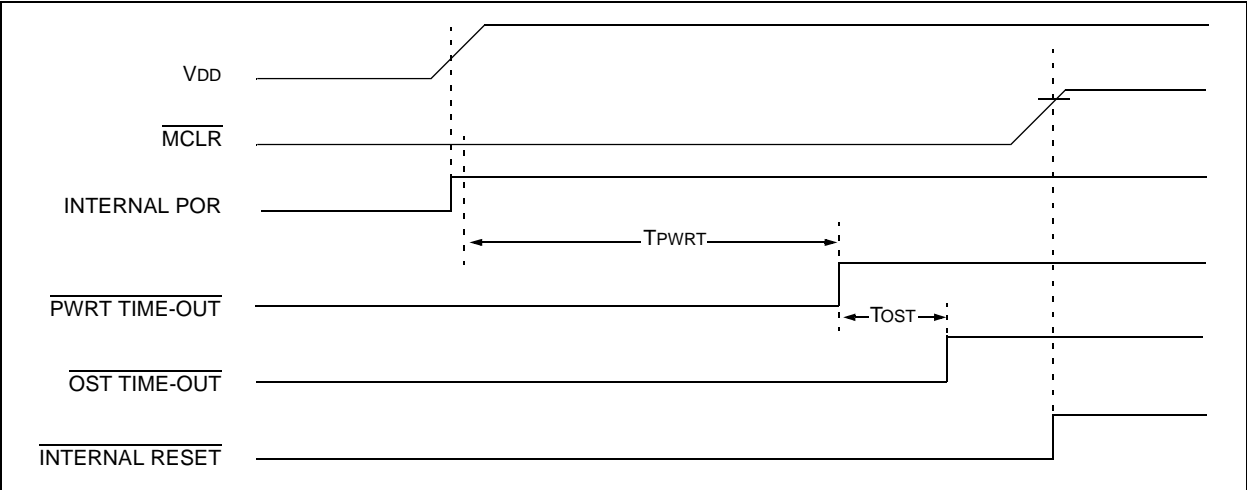 VDD
MCLR
INTERNAL POR
TPWRT
PWRT TIME-OUT
TOST
OST TIME-OUT
INTERNAL RESET